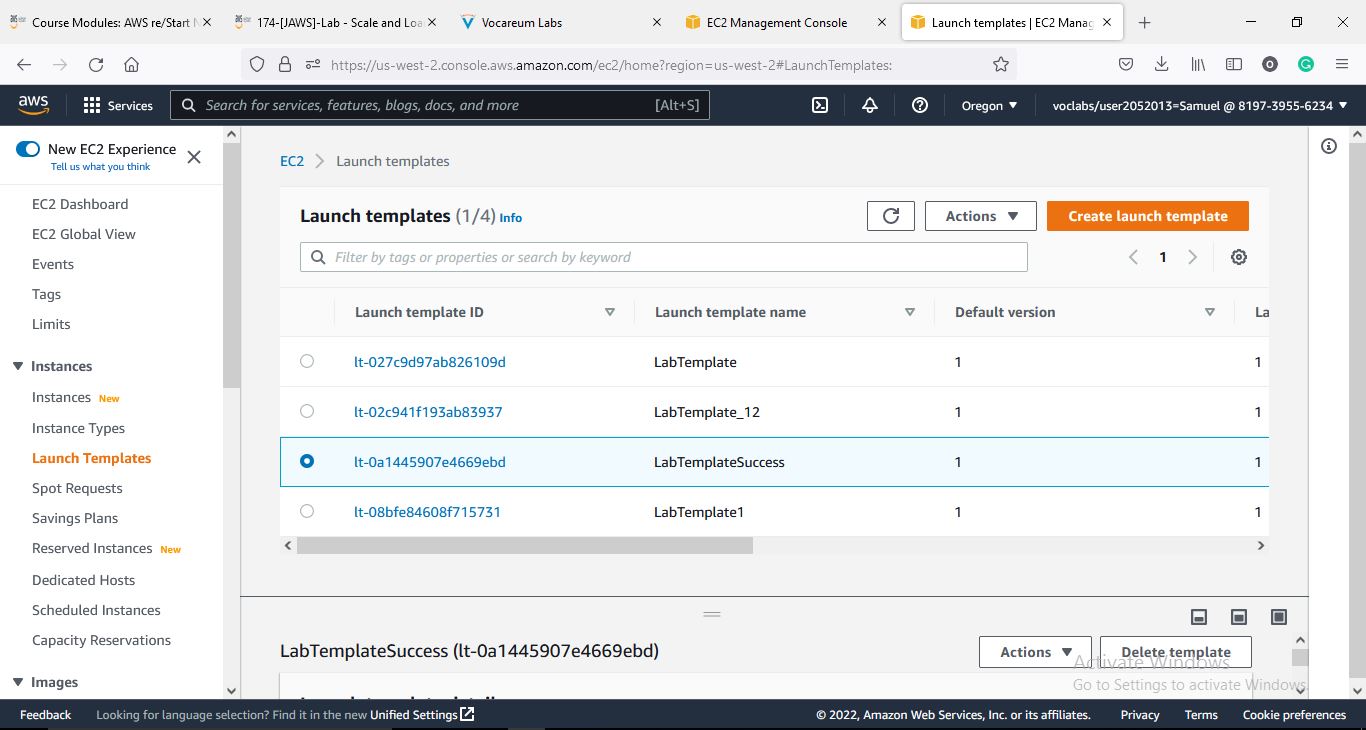 Course Modules: AWS re/Start N
174-[JAWS]-Lab - Scale and Loa
Vocareum Labs
EC2 Management Console
Launch templates | EC2 Manag
https://us-west-2.console.aws.amazon.com/ec2/home?region=us-west-2#LaunchTemplates:
aws
Services
Search for services, features, blogs, docs, and more
[Alt+S]
Oregon
voclabs/user2052013=Samuel @ 8197-3955-6234
New EC2 Experience
Tell us what you think
EC2 Dashboard
EC2 Global View
Events
Tags
Limits
Instances
Instances New
Instance Types
Launch Templates
Spot Requests
Savings Plans
Reserved Instances New
Dedicated Hosts
Scheduled Instances
Capacity Reservations
Images
EC2 > Launch templates
Launch templates (1/4) Info
Actions
Create launch template
Filter by tags or properties or search by keyword
1
Launch template ID Launch template name Default version La
lt-027c9d97ab826109d LabTemplate 1 1
lt-02c941f193ab83937 LabTemplate_12 1 1
lt-0a1445907e4669ebd LabTemplateSuccess 1 1
lt-08bfe84608f715731 LabTemplate1 1 1
LabTemplateSuccess (lt-0a1445907e4669ebd)
Actions
Delete template
Activate Windows
Go to Settings to activate Windows.
Feedback
Looking for language selection? Find it in the new Unified Settings
© 2022, Amazon Web Services, Inc. or its affiliates.
Privacy
Terms
Cookie preferences